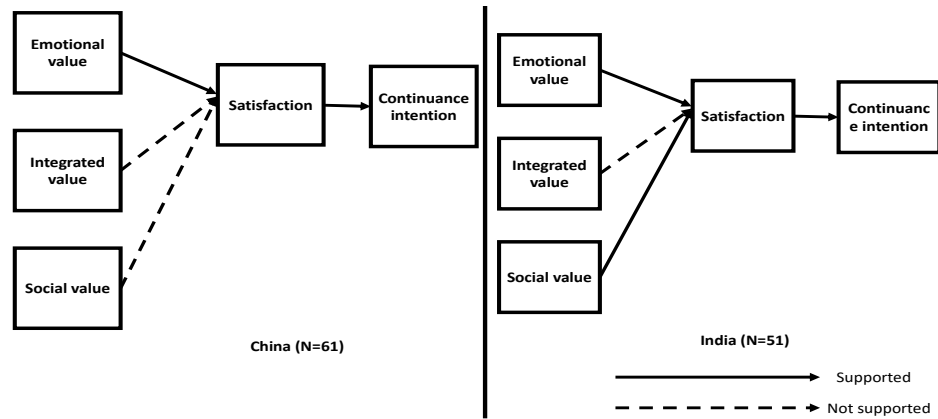 Emotional
value
Satisfaction
Continuance
intention
Integrated
value
Social value
China (N=61)
Emotional
value
Satisfaction
Continuanc
e intention
Integrated
value
Social value
India (N=51)
Supported
Not supported